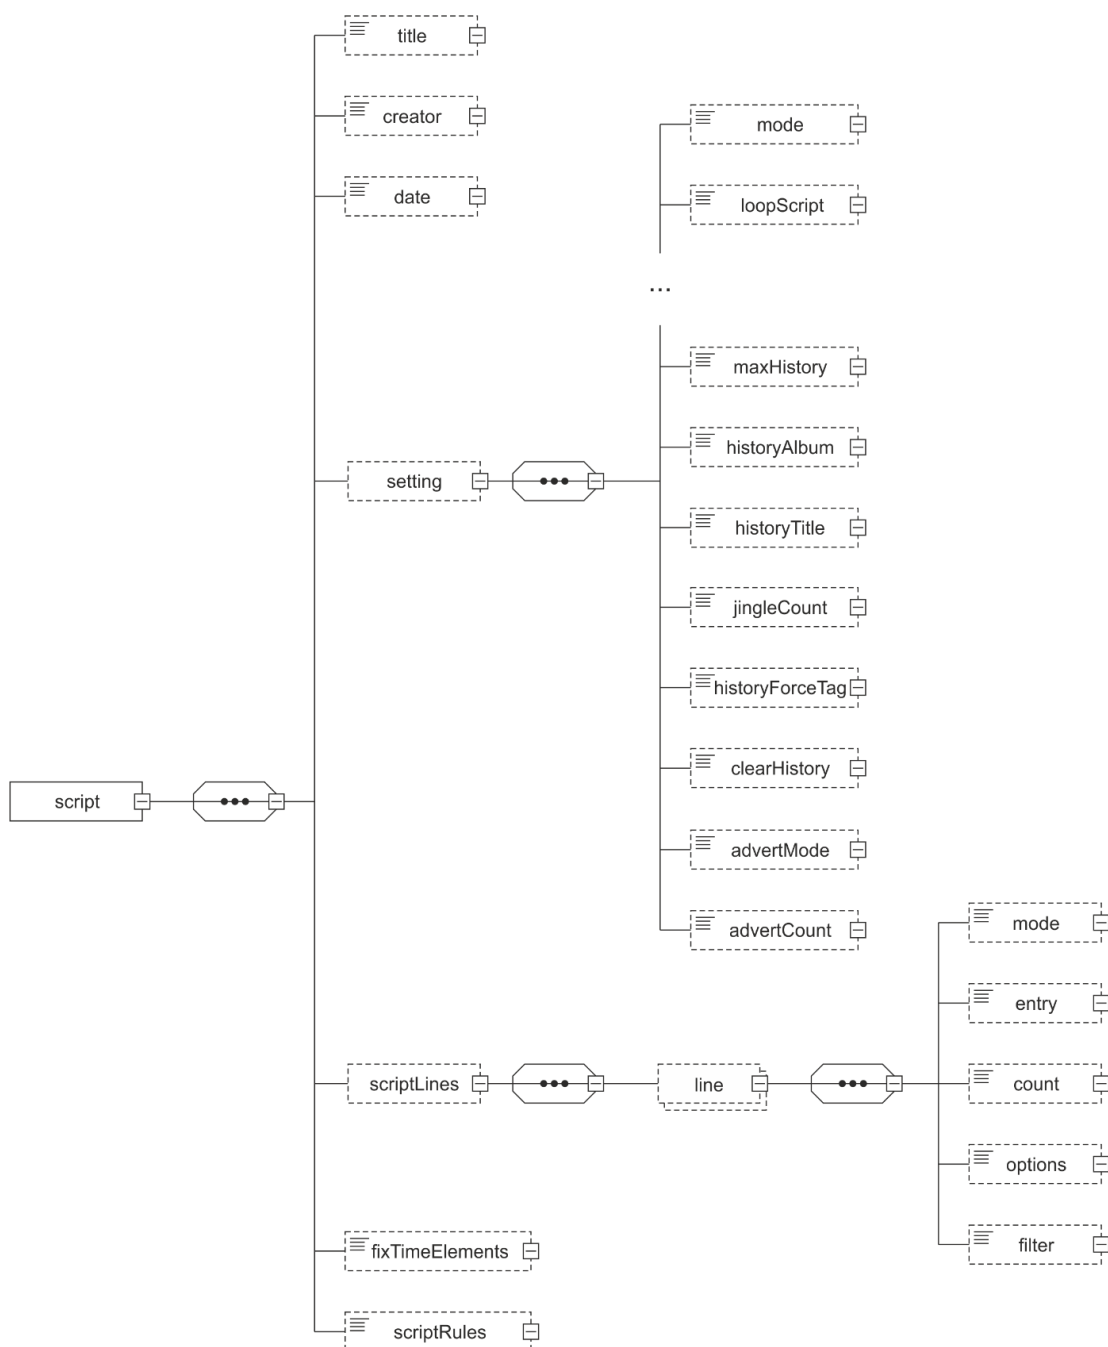 title
creator
date
mode
loopScript
...
maxHistory
historyAlbum
historyTitle
jingleCount
historyForceTag
clearHistory
advertMode
advertCount
setting
script
scriptLines
line
mode
entry
count
options
filter
fixTimeElements
scriptRules